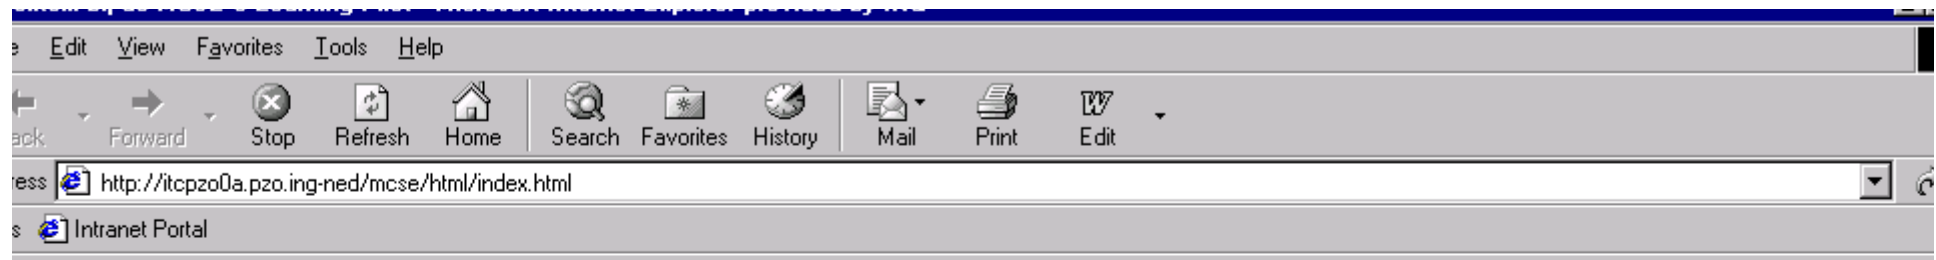 Edit View Favorites Tools Help
Forward Stop Refresh Home Search Favorites History Mail Print Edit
http://itcpzo0a.pzo.ing-ned/mcse/html/index.html
Intranet Portal